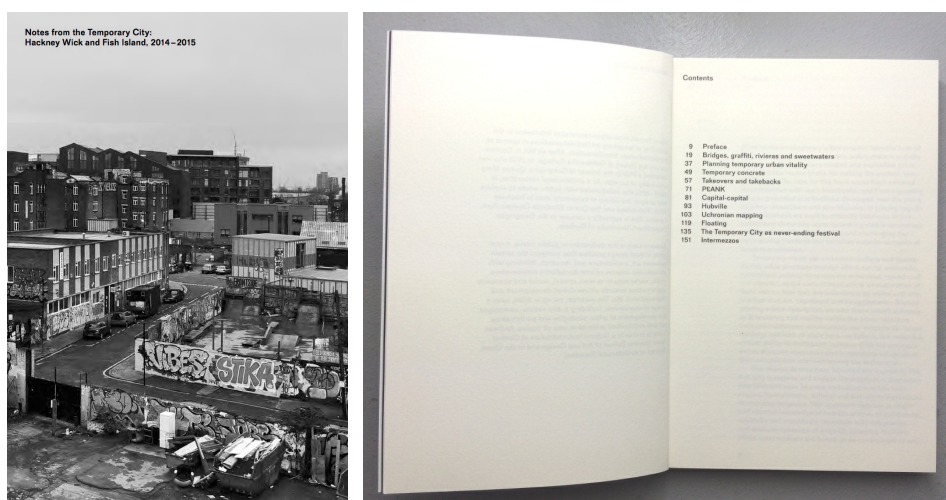 Notes from the Temporary City:
Hackney Wick and Fish Island, 2014–2015
VIBES
STIKA
Contents
9 Preface
19 Bridges, graffiti, rivieras and sweetwaters
37 Planning temporary urban vitality
49 Temporary concrete
57 Takeovers and takebacks
71 P£ANK
81 Capital-capital
93 Hubville
103 Uchronian mapping
119 Floating
135 The Temporary City as never-ending festival
151 Intermezzos